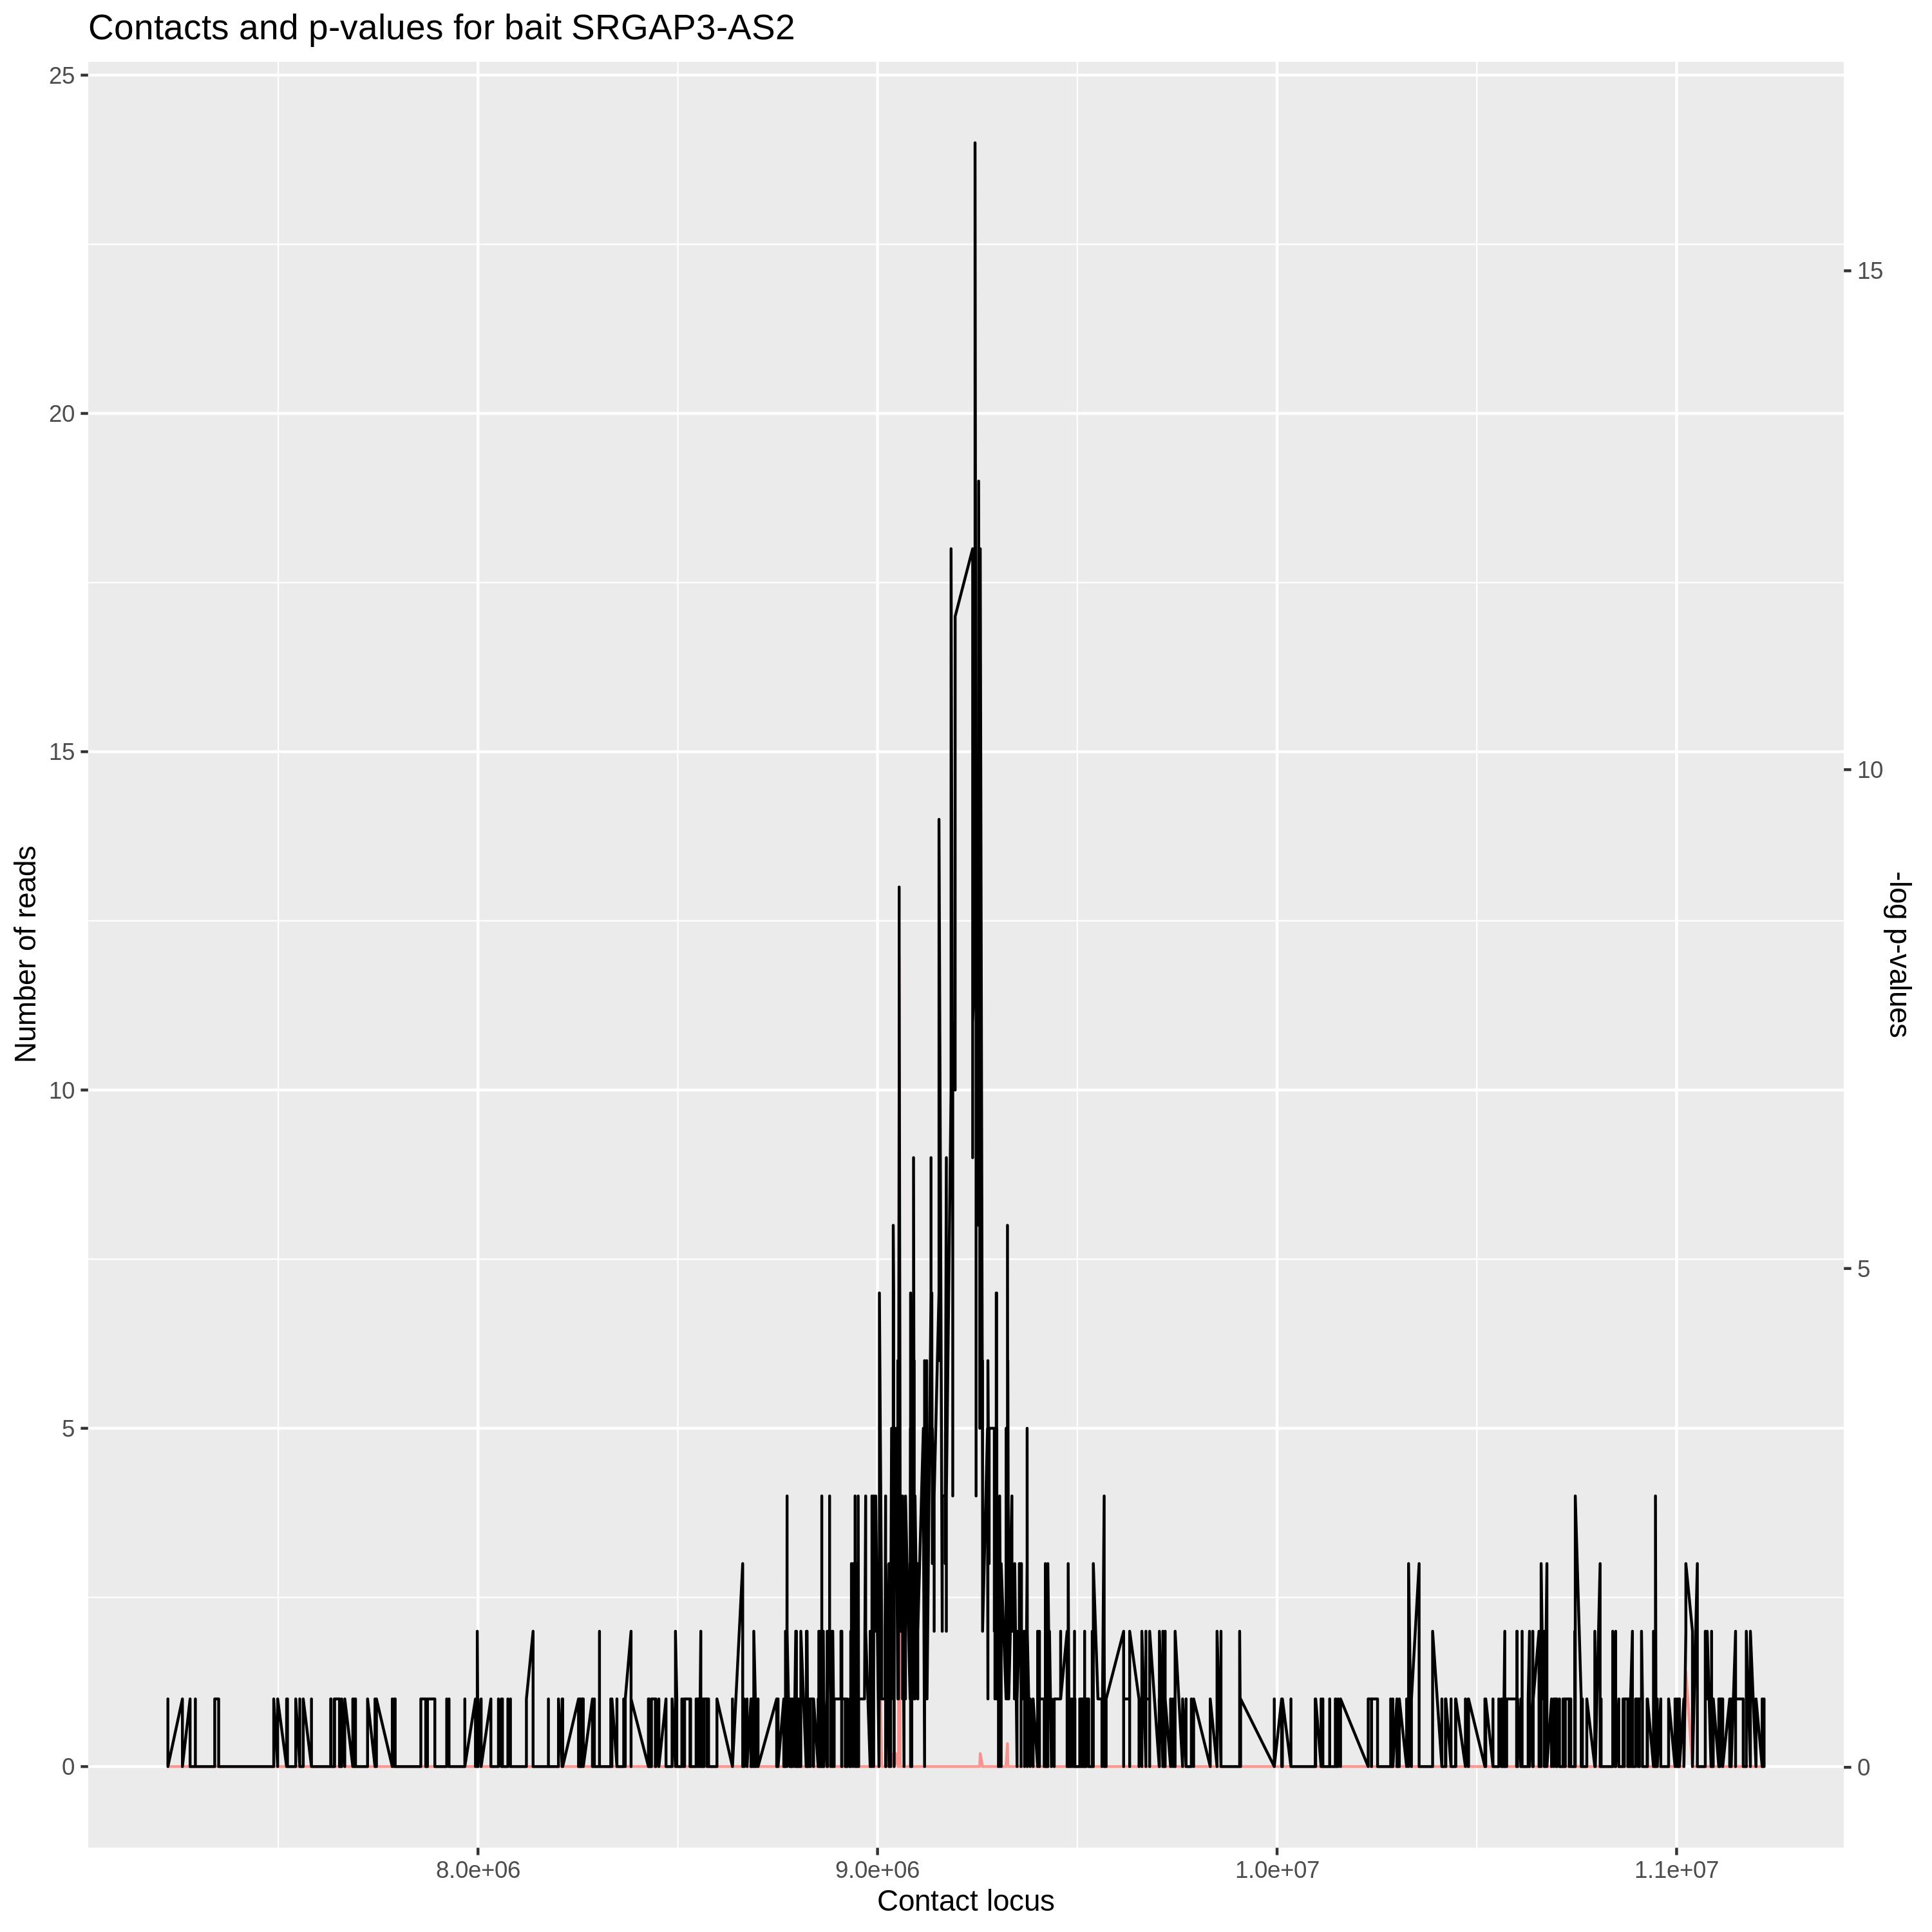 Contacts and p-values for bait SRGAP3-AS2
25
20
15
10
5
0
Number of reads
15
10
5
0
-log p-values
8.0e+06
9.0e+06
1.0e+07
1.1e+07
Contact locus